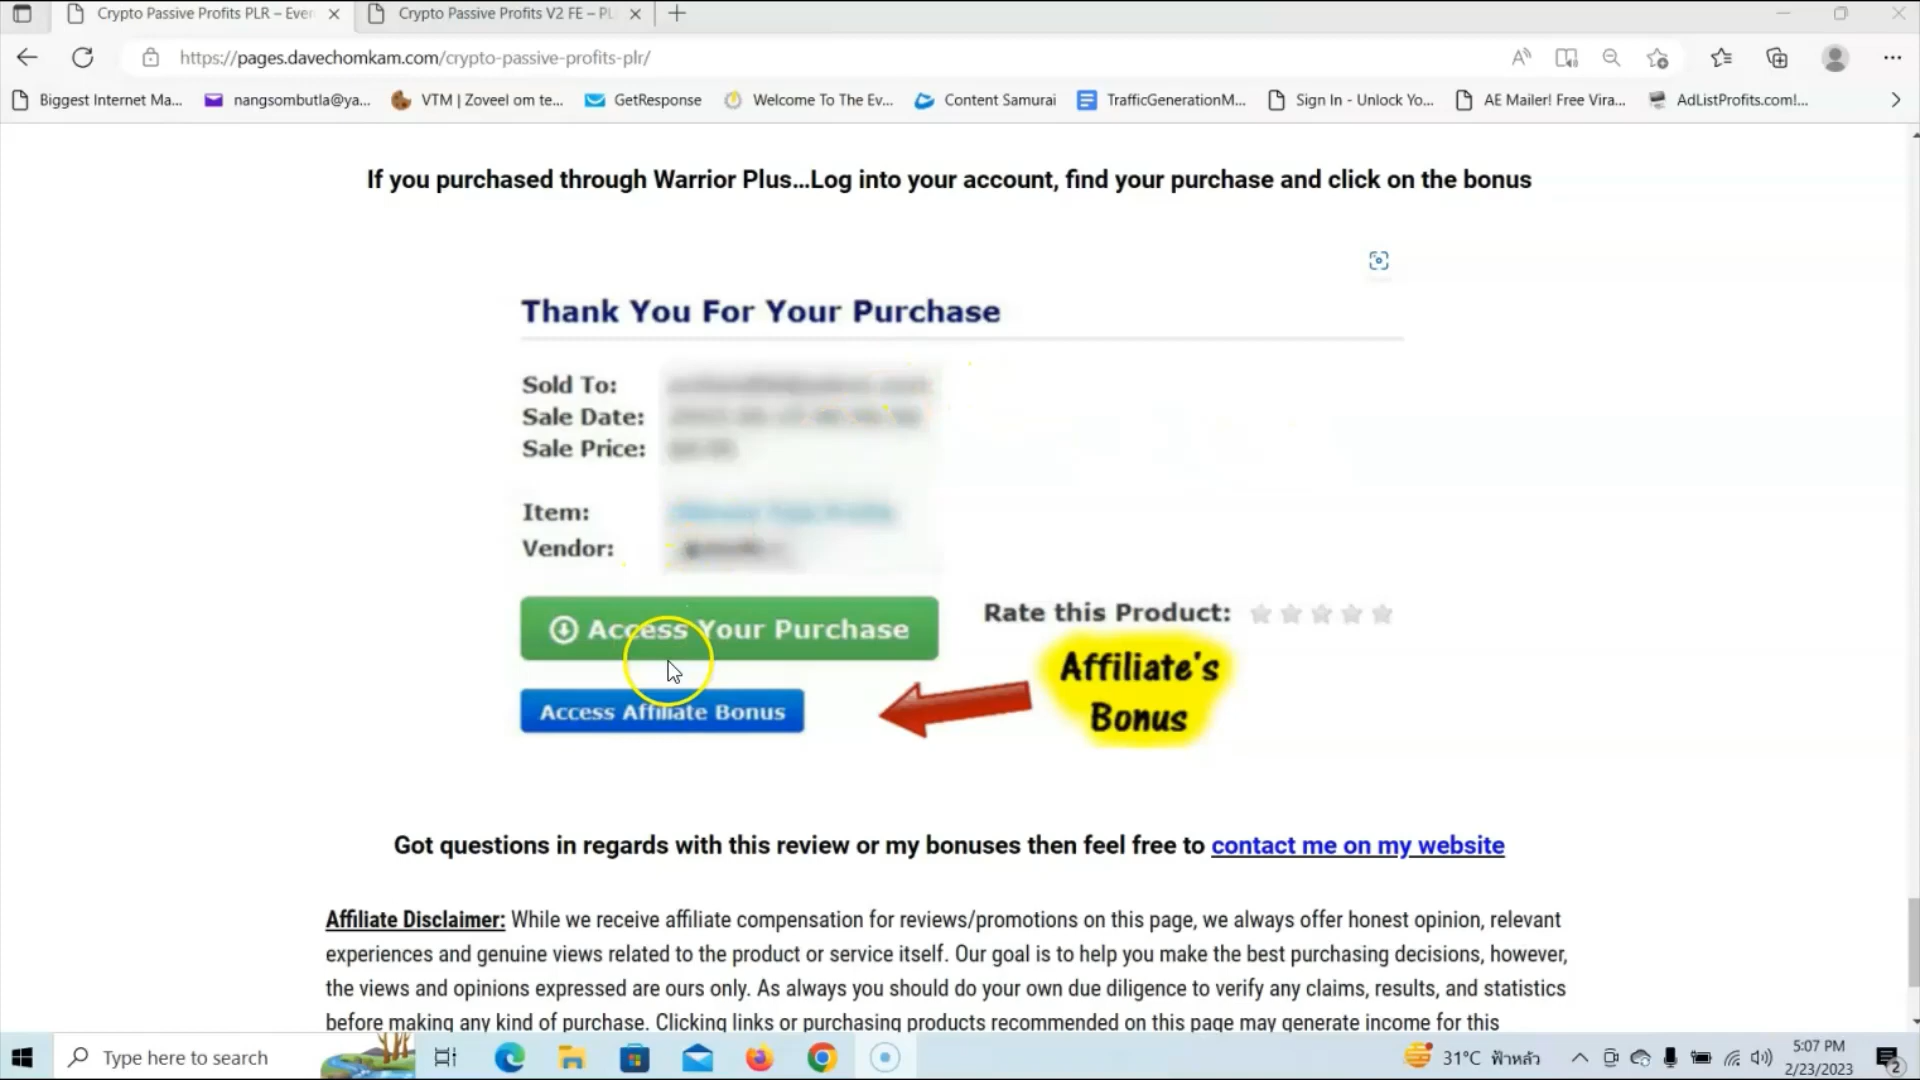 Crypto Passive Profits PLR – Ever
Crypto Passive Profits V2 FE – PL
https://pages.davechomkam.com/crypto-passive-profits-plr/
Biggest Internet Ma...
nangsombutla@ya...
VTM | Zoveel om te...
GetResponse
Welcome To The Ev...
Content Samurai
TrafficGenerationM...
Sign In - Unlock Yo...
AE Mailer! Free Vira...
AdListProfits.com!...
If you purchased through Warrior Plus...Log into your account, find your purchase and click on the bonus
Thank You For Your Purchase
Sold To:
Sale Date:
Sale Price:
Item:
Vendor:
Access Your Purchase
Rate this Product:
Affiliate's
Bonus
Access Affiliate Bonus
Got questions in regards with this review or my bonuses then feel free to contact me on my website
Affiliate Disclaimer: While we receive affiliate compensation for reviews/promotions on this page, we always offer honest opinion, relevant
experiences and genuine views related to the product or service itself. Our goal is to help you make the best purchasing decisions, however,
the views and opinions expressed are ours only. As always you should do your own due diligence to verify any claims, results, and statistics
before making any kind of purchase. Clicking links or purchasing products recommended on this page may generate income for this
Type here to search
31°C ฟ้าหลัว
5:07 PM
2/23/2023
2